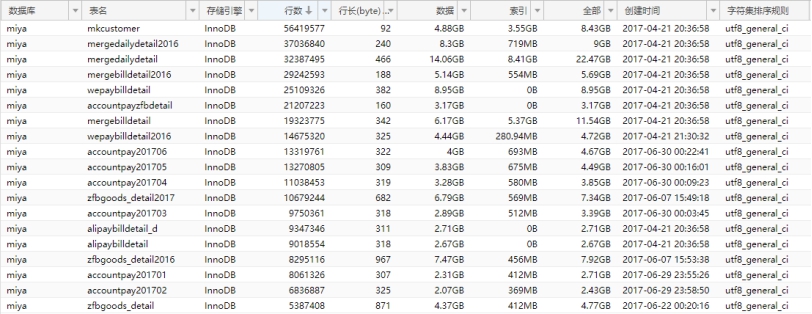 数据库 表名 存储引擎 行数 行长(byte) ... 数据 索引 全部 创建时间 字符集排序规则
miya mkcustomer InnoDB 56419577 92 4.88GB 3.55GB 8.43GB 2017-04-21 20:36:58 utf8_general_ci
miya mergedailydetail2016 InnoDB 37036840 240 8.3GB 719MB 9GB 2017-04-21 20:36:58 utf8_general_ci
miya mergedailydetail InnoDB 32387495 466 14.06GB 8.41GB 22.47GB 2017-04-21 20:36:58 utf8_general_ci
miya mergebilldetail2016 InnoDB 29242593 188 5.14GB 554MB 5.69GB 2017-04-21 20:36:58 utf8_general_ci
miya wepaybilldetail InnoDB 25109326 382 8.95GB 0B 8.95GB 2017-04-21 20:36:58 utf8_general_ci
miya accountpayzfbdetail InnoDB 21207223 160 3.17GB 0B 3.17GB 2017-04-21 20:36:58 utf8_general_ci
miya mergebilldetail InnoDB 19323775 342 6.17GB 5.37GB 11.54GB 2017-04-21 20:36:58 utf8_general_ci
miya wepaybilldetail2016 InnoDB 14675320 325 4.44GB 280.94MB 4.72GB 2017-04-21 21:30:32 utf8_general_ci
miya accountpay201706 InnoDB 13319761 322 4GB 693MB 4.67GB 2017-06-30 00:22:41 utf8_general_ci
miya accountpay201705 InnoDB 13270805 309 3.83GB 675MB 4.49GB 2017-06-30 00:16:01 utf8_general_ci
miya accountpay201704 InnoDB 11038453 319 3.28GB 580MB 3.85GB 2017-06-30 00:09:23 utf8_general_ci
miya zfbgoods_detail2017 InnoDB 10679244 682 6.79GB 569MB 7.34GB 2017-06-07 15:49:18 utf8_general_ci
miya accountpay201703 InnoDB 9750361 318 2.89GB 512MB 3.39GB 2017-06-30 00:03:45 utf8_general_ci
miya alipaybilldetail_d InnoDB 9347346 311 2.71GB 0B 2.71GB 2017-04-21 20:36:58 utf8_general_ci
miya alipaybilldetail InnoDB 9018554 318 2.67GB 0B 2.67GB 2017-04-21 20:36:58 utf8_general_ci
miya zfbgoods_detail2016 InnoDB 8295116 967 7.47GB 456MB 7.92GB 2017-06-07 15:53:38 utf8_general_ci
miya accountpay201701 InnoDB 8061326 307 2.31GB 412MB 2.71GB 2017-06-29 23:55:26 utf8_general_ci
miya accountpay201702 InnoDB 6836887 325 2.07GB 369MB 2.43GB 2017-06-29 23:58:50 utf8_general_ci
miya zfbgoods_detail InnoDB 5387408 871 4.37GB 412MB 4.77GB 2017-06-22 00:20:16 utf8_general_ci